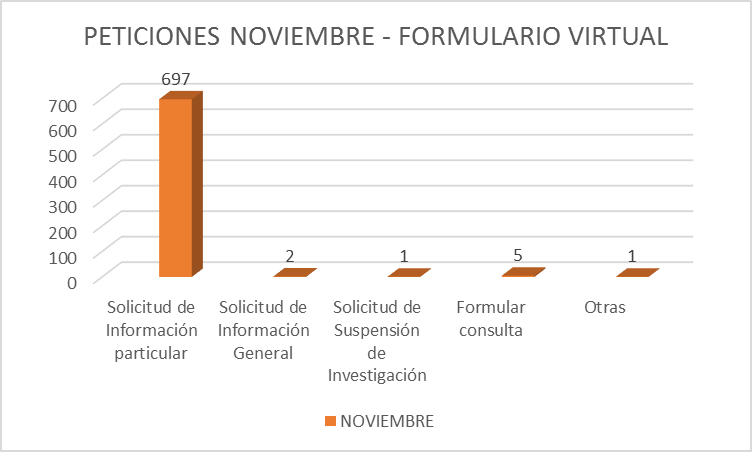 PETICIONES NOVIEMBRE - FORMULARIO VIRTUAL
697
700
600
500
400
300
200
100
0
2
1
5
1
Solicitud de
Información
particular
Solicitud de
Información
General
Solicitud de
Suspensión
de
Investigación
Formular
consulta
Otras
NOVIEMBRE